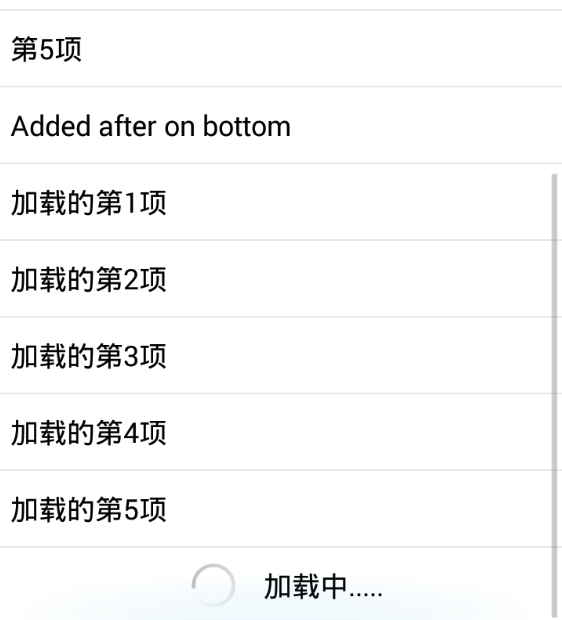 第5项
Added after on bottom
加载的第1项
加载的第2项
加载的第3项
加载的第4项
加载的第5项
加载中.....